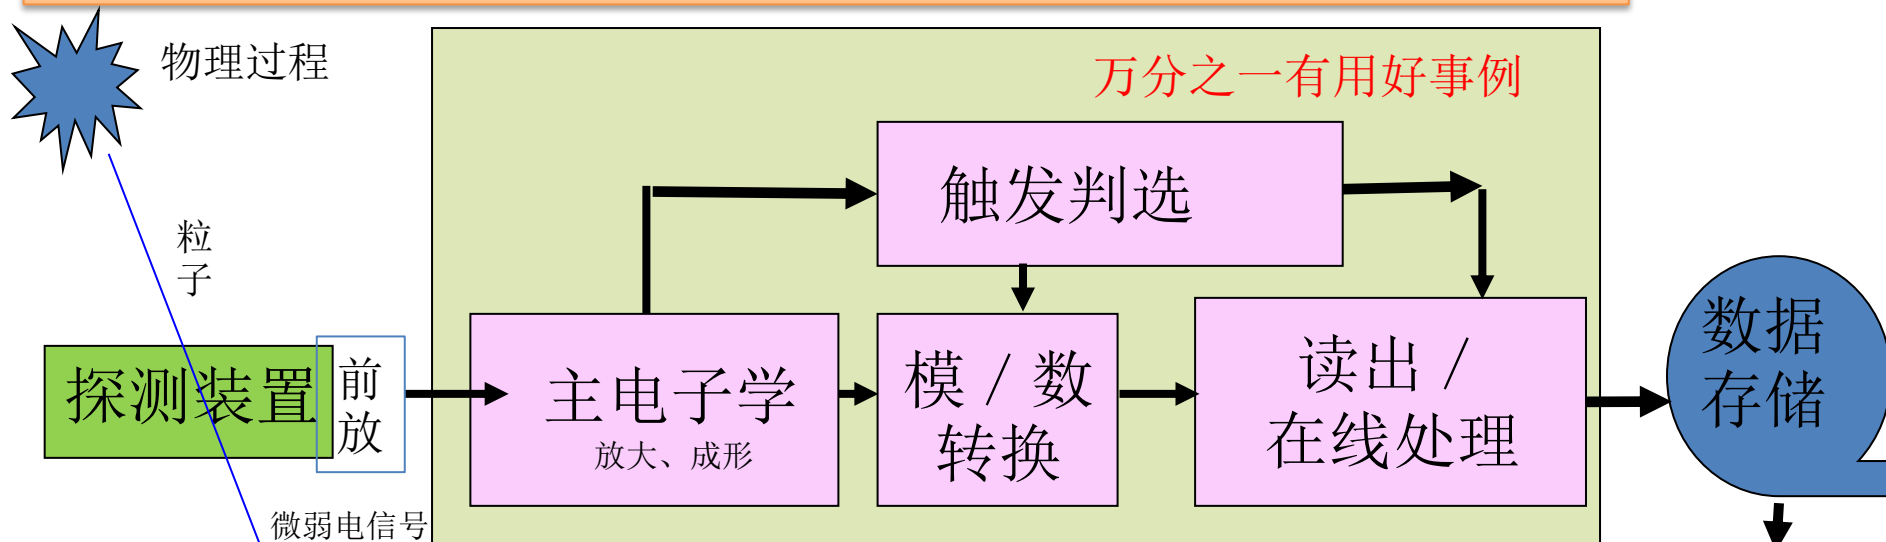 物理过程
万分之一有用好事例
触发判选
粒
子
探测装置
前
放
主电子学
放大、成形
模/数
转换
读出/
在线处理
数据
存储
微弱电信号